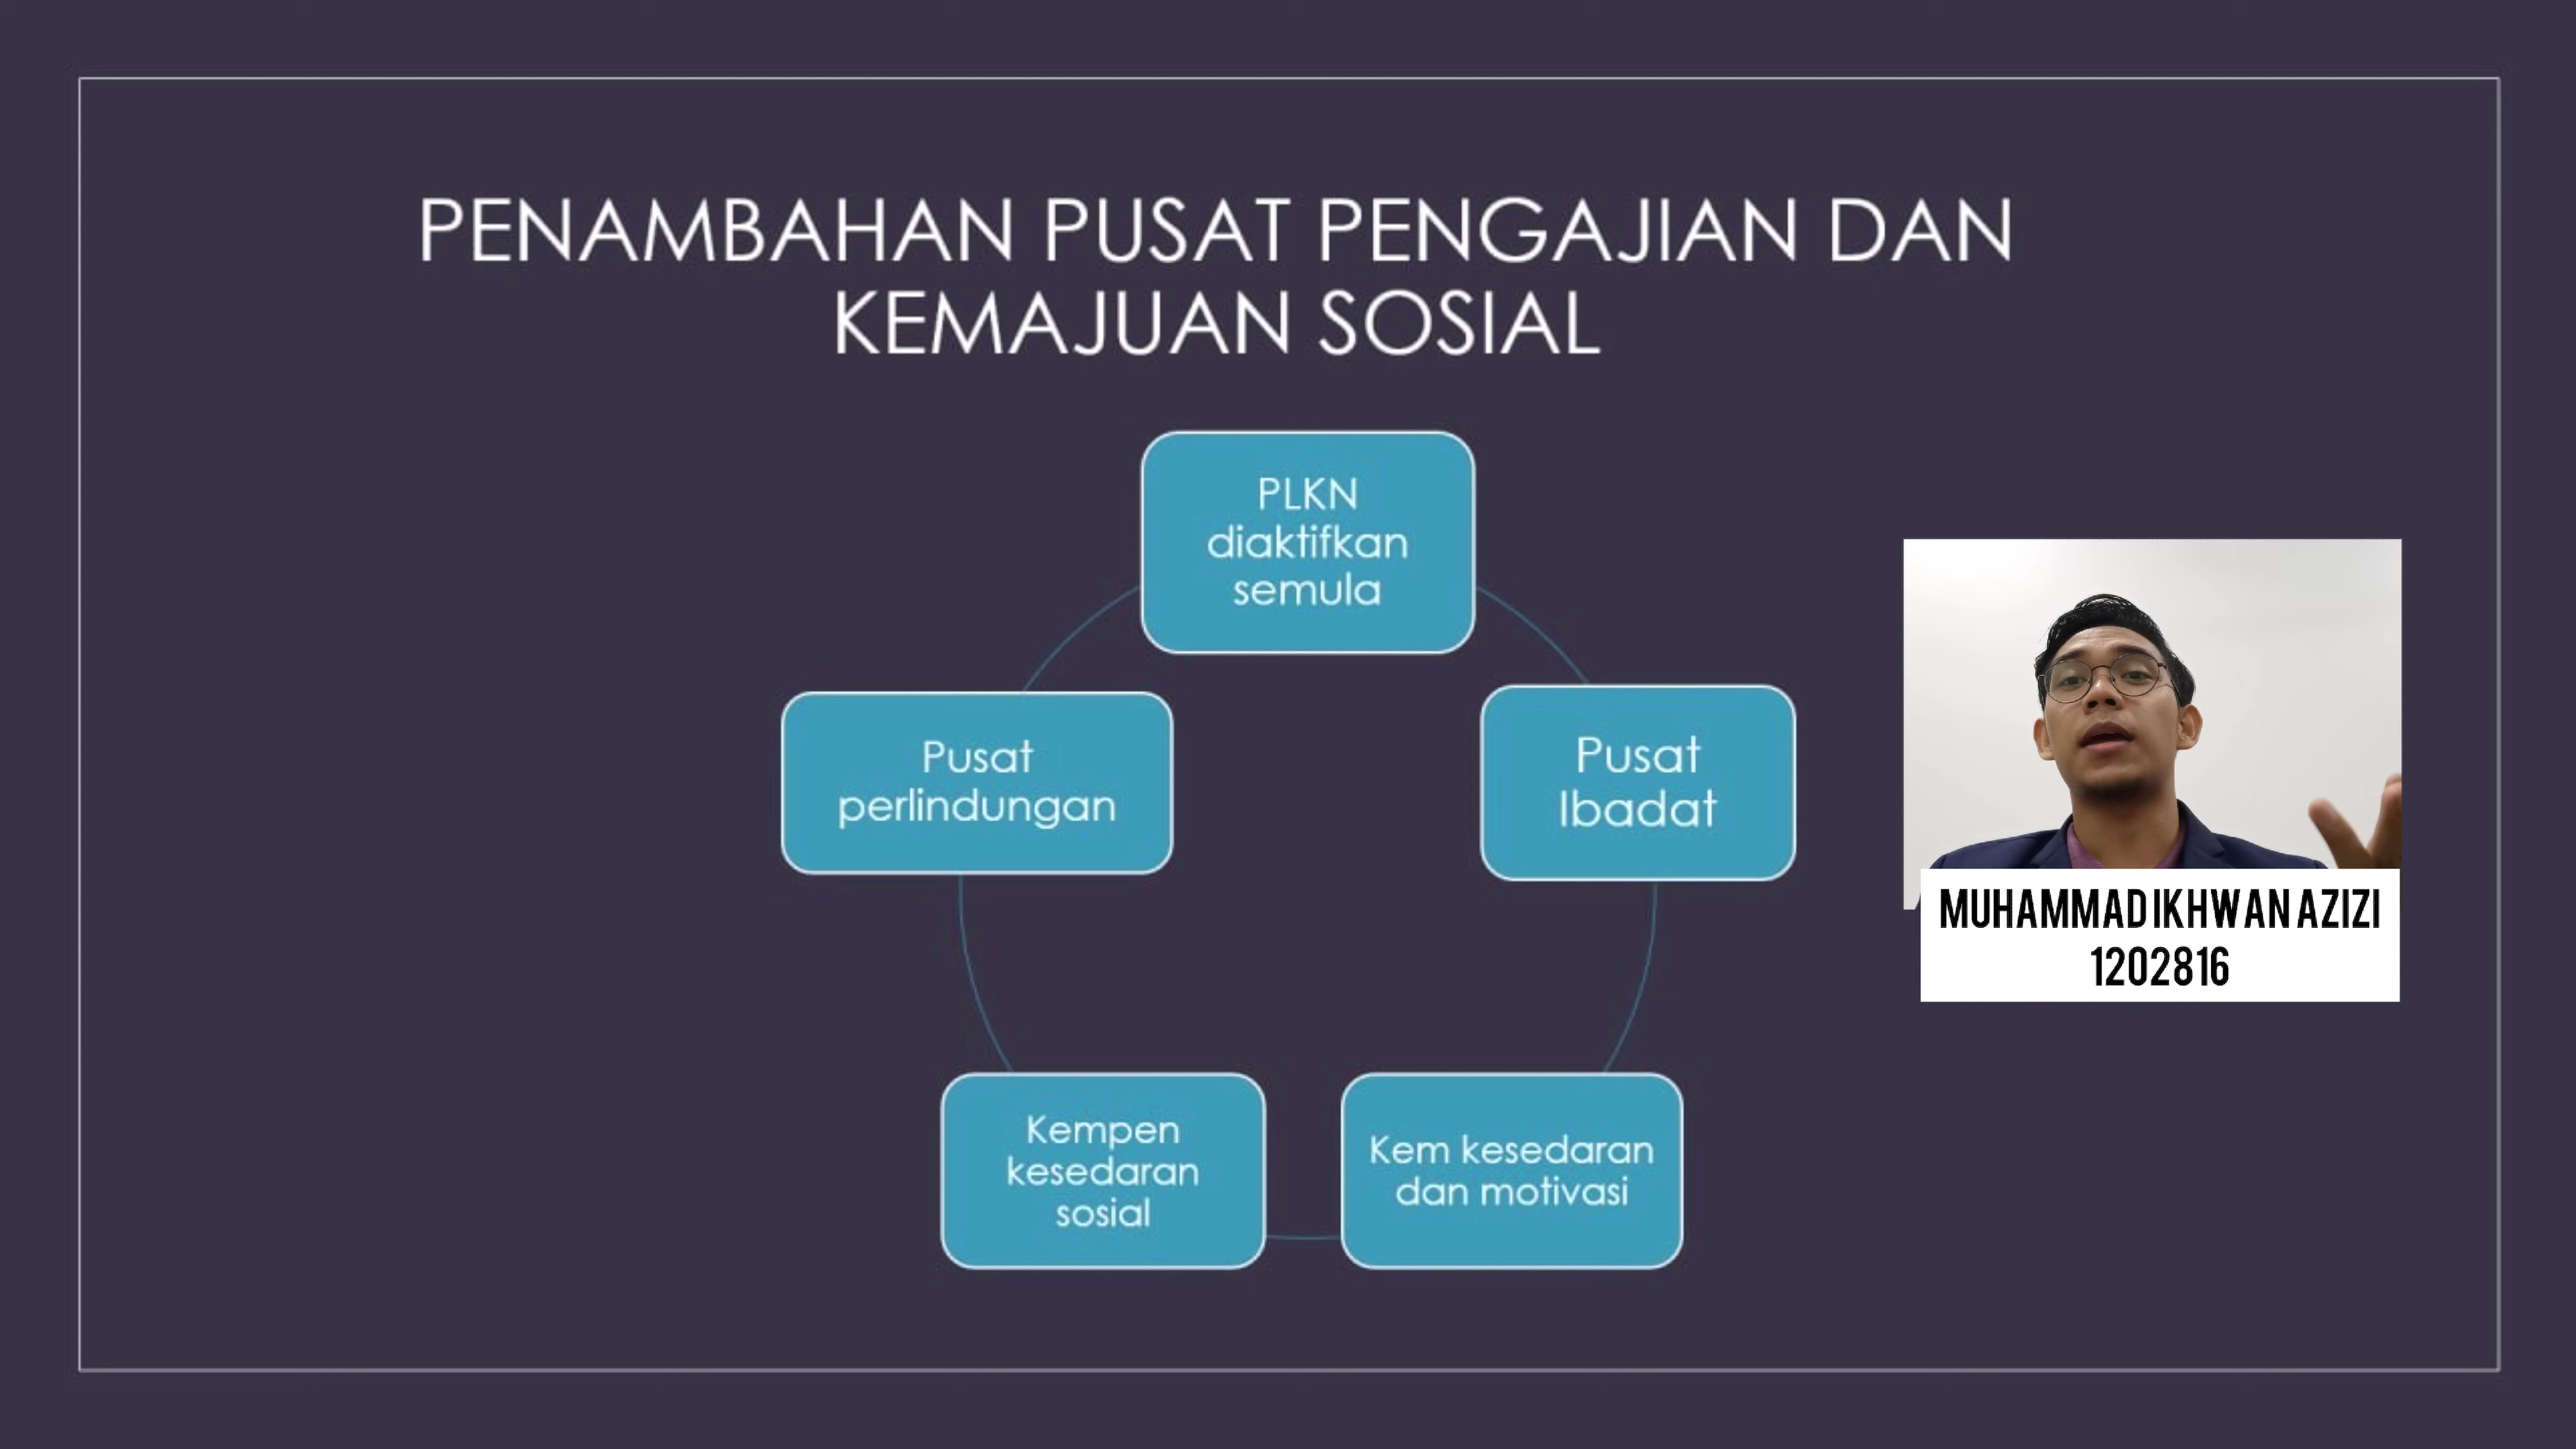 PENAMBAHAN PUSAT PENGAJIAN DAN
KEMAJUAN SOSIAL
PLKN
diaktifkan
semula
Pusat
perlindungan
Pusat
Ibadat
MUHAMMAD IKHWAN AZIZI
1202816
Kempen
kesedaran
sosial
Kem kesedaran
dan motivasi